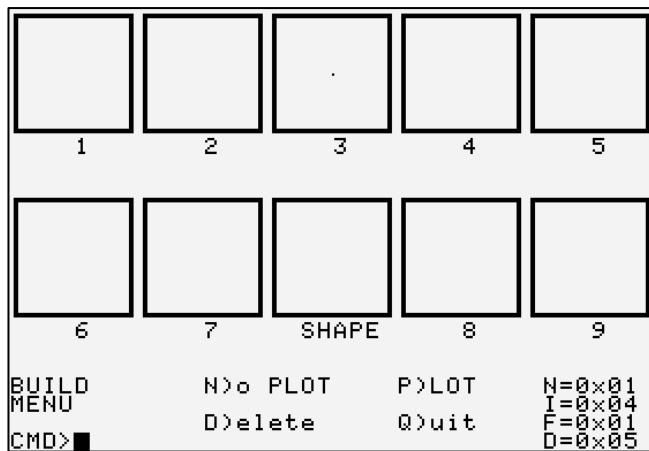 1 2 3 4 5
6 7 SHAPE 8 9
BUILD N)o PLOT P)LOT N=0x01
MENU I=0x04
D)elete Q)uit F=0x01
CMD> D=0x05